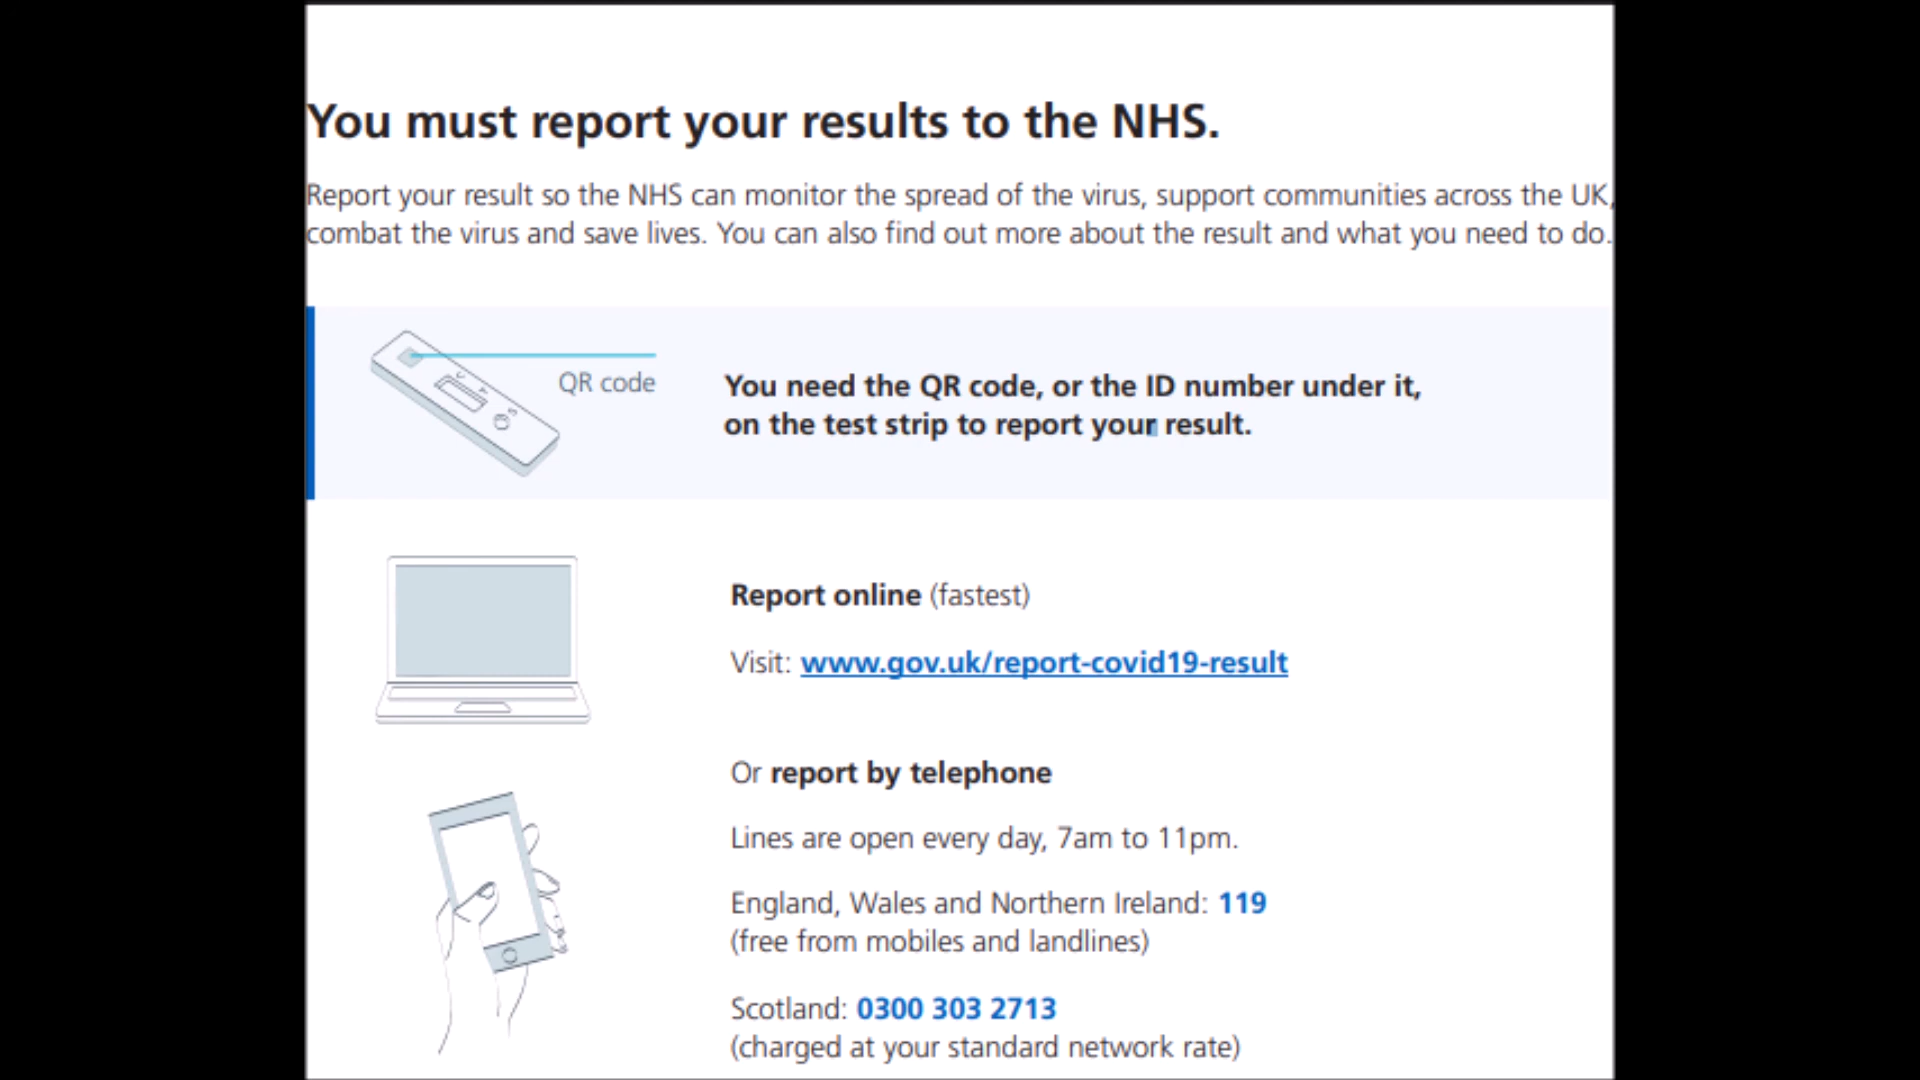 You must report your results to the NHS.
Report your result so the NHS can monitor the spread of the virus, support communities across the UK,
combat the virus and save lives. You can also find out more about the result and what you need to do.
QR code
You need the QR code, or the ID number under it,
on the test strip to report your result.
Report online (fastest)
Visit: www.gov.uk/report-covid19-result
Or report by telephone
Lines are open every day, 7am to 11pm.
England, Wales and Northern Ireland: 119
(free from mobiles and landlines)
Scotland: 0300 303 2713
(charged at your standard network rate)